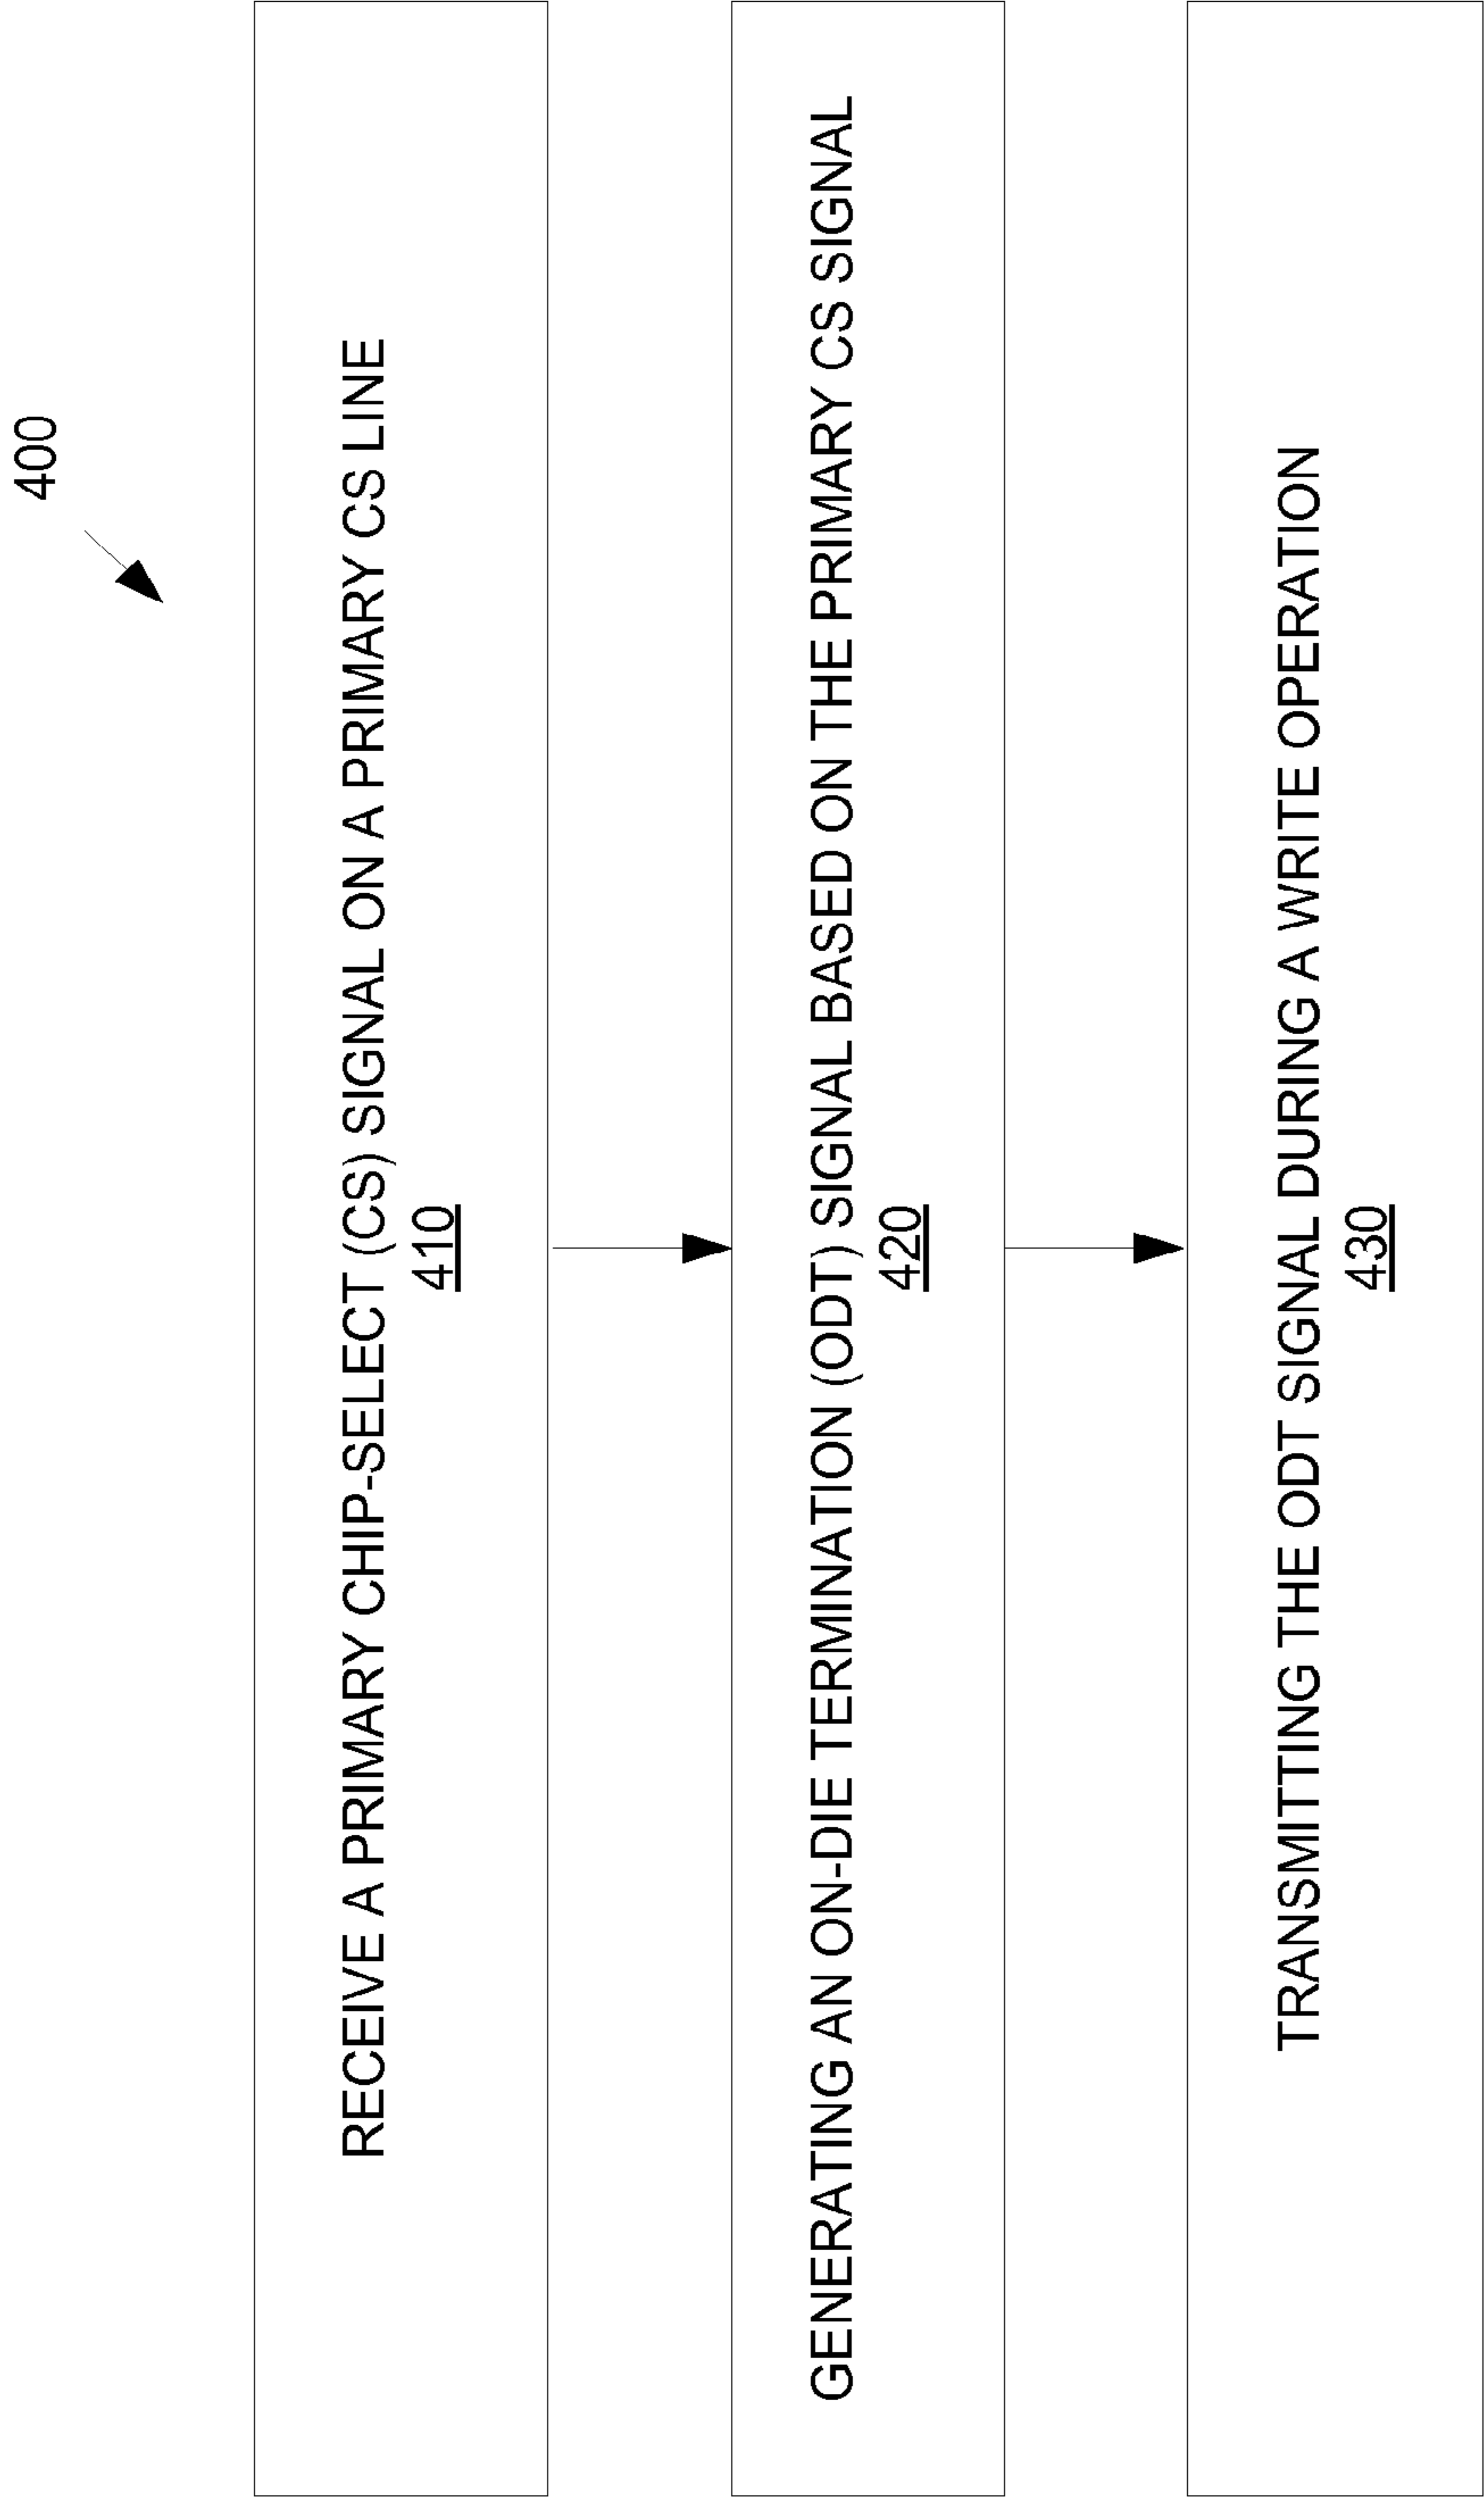 400
RECEIVE A PRIMARY CHIP-SELECT (CS) SIGNAL ON A PRIMARY CS LINE
410
GENERATING AN ON-DIE TERMINATION (ODT) SIGNAL BASED ON THE PRIMARY CS SIGNAL
420
TRANSMITTING THE ODT SIGNAL DURING A WRITE OPERATION
430